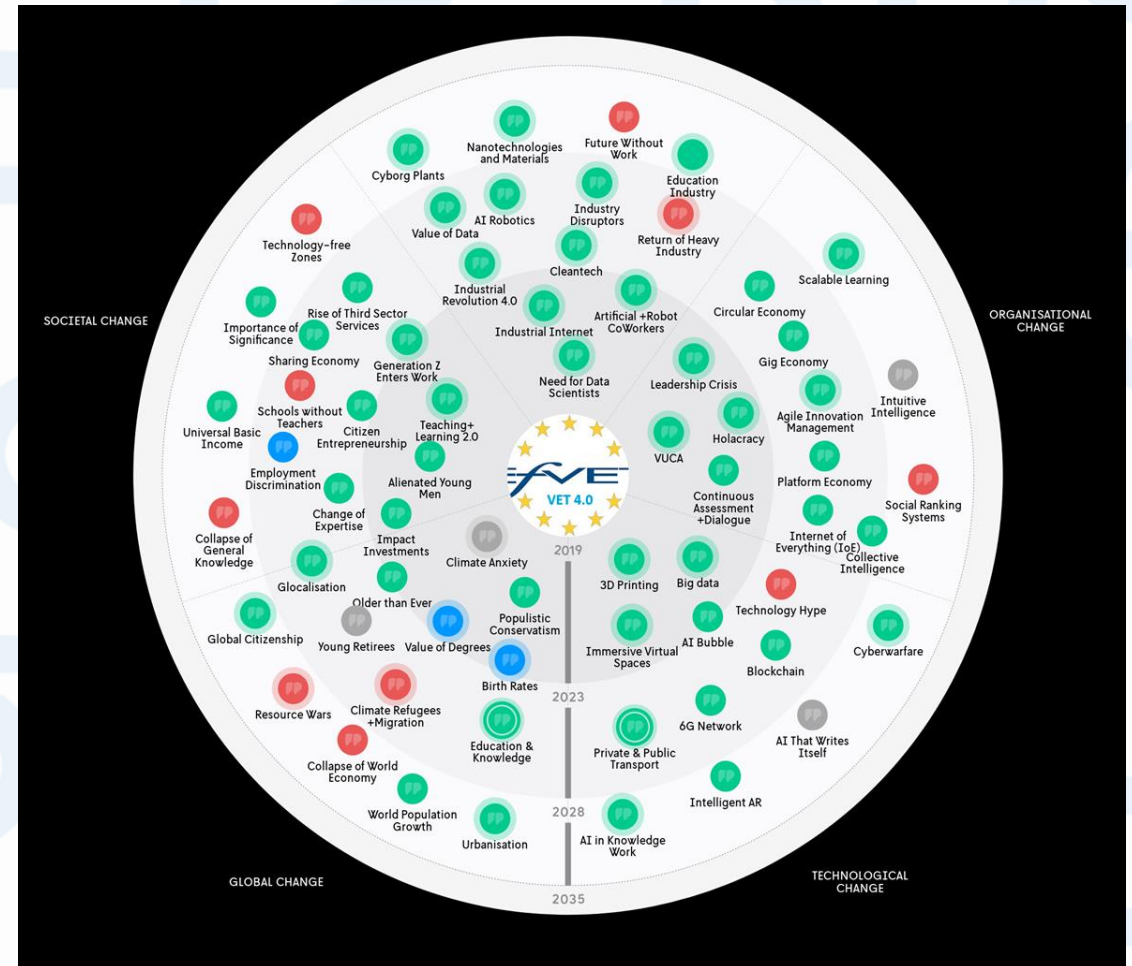 Nanotechnologies
and Materials
Future Without
Work
Cyborg Plants
Education
Industry
Value of Data
AI Robotics
Industry
Disruptors
Return of Heavy
Industry
Technology-free
Zones
Cleantech
Scalable Learning
Industrial
Revolution 4.0
Rise of Third Sector
Services
Importance of
Significance
Industrial Internet
Artificial +Robot
CoWorkers
Circular Economy
SOCIETAL CHANGE
ORGANISATIONAL
CHANGE
Sharing Economy
Generation Z
Enters Work
Need for Data
Scientists
Leadership Crisis
Gig Economy
Schools without
Teachers
Intuitive
Intelligence
Agile Innovation
Management
Universal Basic
Income
Citizen
Entrepreneurship
Teaching+
Learning 2.0
Holacracy
VUCA
Employment
Discrimination
Alienated Young
Men
efVET
VET 4.0
Continuous
Assessment
+Dialogue
Platform Economy
Social Ranking
Systems
Change of
Expertise
Collapse of
General
Knowledge
Impact
Investments
Internet of
Everything (IoE)
Collective
Intelligence
Climate Anxiety
2019
Glocalisation
3D Printing
Big data
Older than Ever
Technology Hype
Global Citizenship
Young Retirees
Value of Degrees
Populistic
Conservatism
Immersive Virtual
Spaces
AI Bubble
Cyberwarfare
Blockchain
Birth Rates
2023
Resource Wars
Climate Refugees
+Migration
6G Network
AI That Writes
Itself
Education &
Knowledge
Private & Public
Transport
Collapse of World
Economy
Intelligent AR
World Population
Growth
2028
Urbanisation
AI in Knowledge
Work
GLOBAL CHANGE
TECHNOLOGICAL
CHANGE
2035